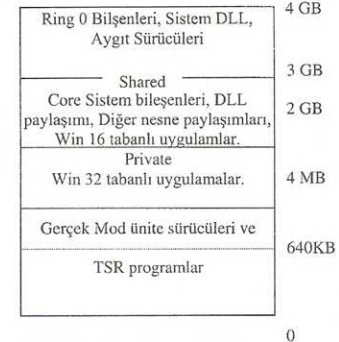 Ring 0 Bilşenleri, Sistem DLL,
Aygıt Sürücüleri
4 GB
3 GB
Shared
Core Sistem bileşenleri, DLL
paylaşımı, Diğer nesne paylaşımları,
Win 16 tabanlı uygulamlar.
2 GB
Private
Win 32 tabanlı uygulamalar.
4 MB
Gerçek Mod ünite sürücüleri ve
640KB
TSR programlar
0